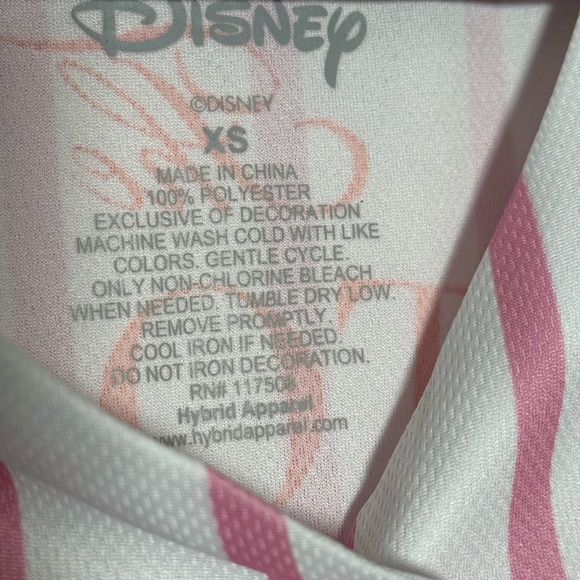 DISNEY
©DISNEY
XS
MADE IN CHINA
100% POLYESTER
EXCLUSIVE OF DECORATION
MACHINE WASH COLD WITH LIKE
COLORS. GENTLE CYCLE.
ONLY NON-CHLORINE BLEACH
WHEN NEEDED. TUMBLE DRY LOW.
REMOVE PROMPTLY.
COOL IRON IF NEEDED.
DO NOT IRON DECORATION.
RN# 117506
Hybrid Apparel
www.hybridapparel.com